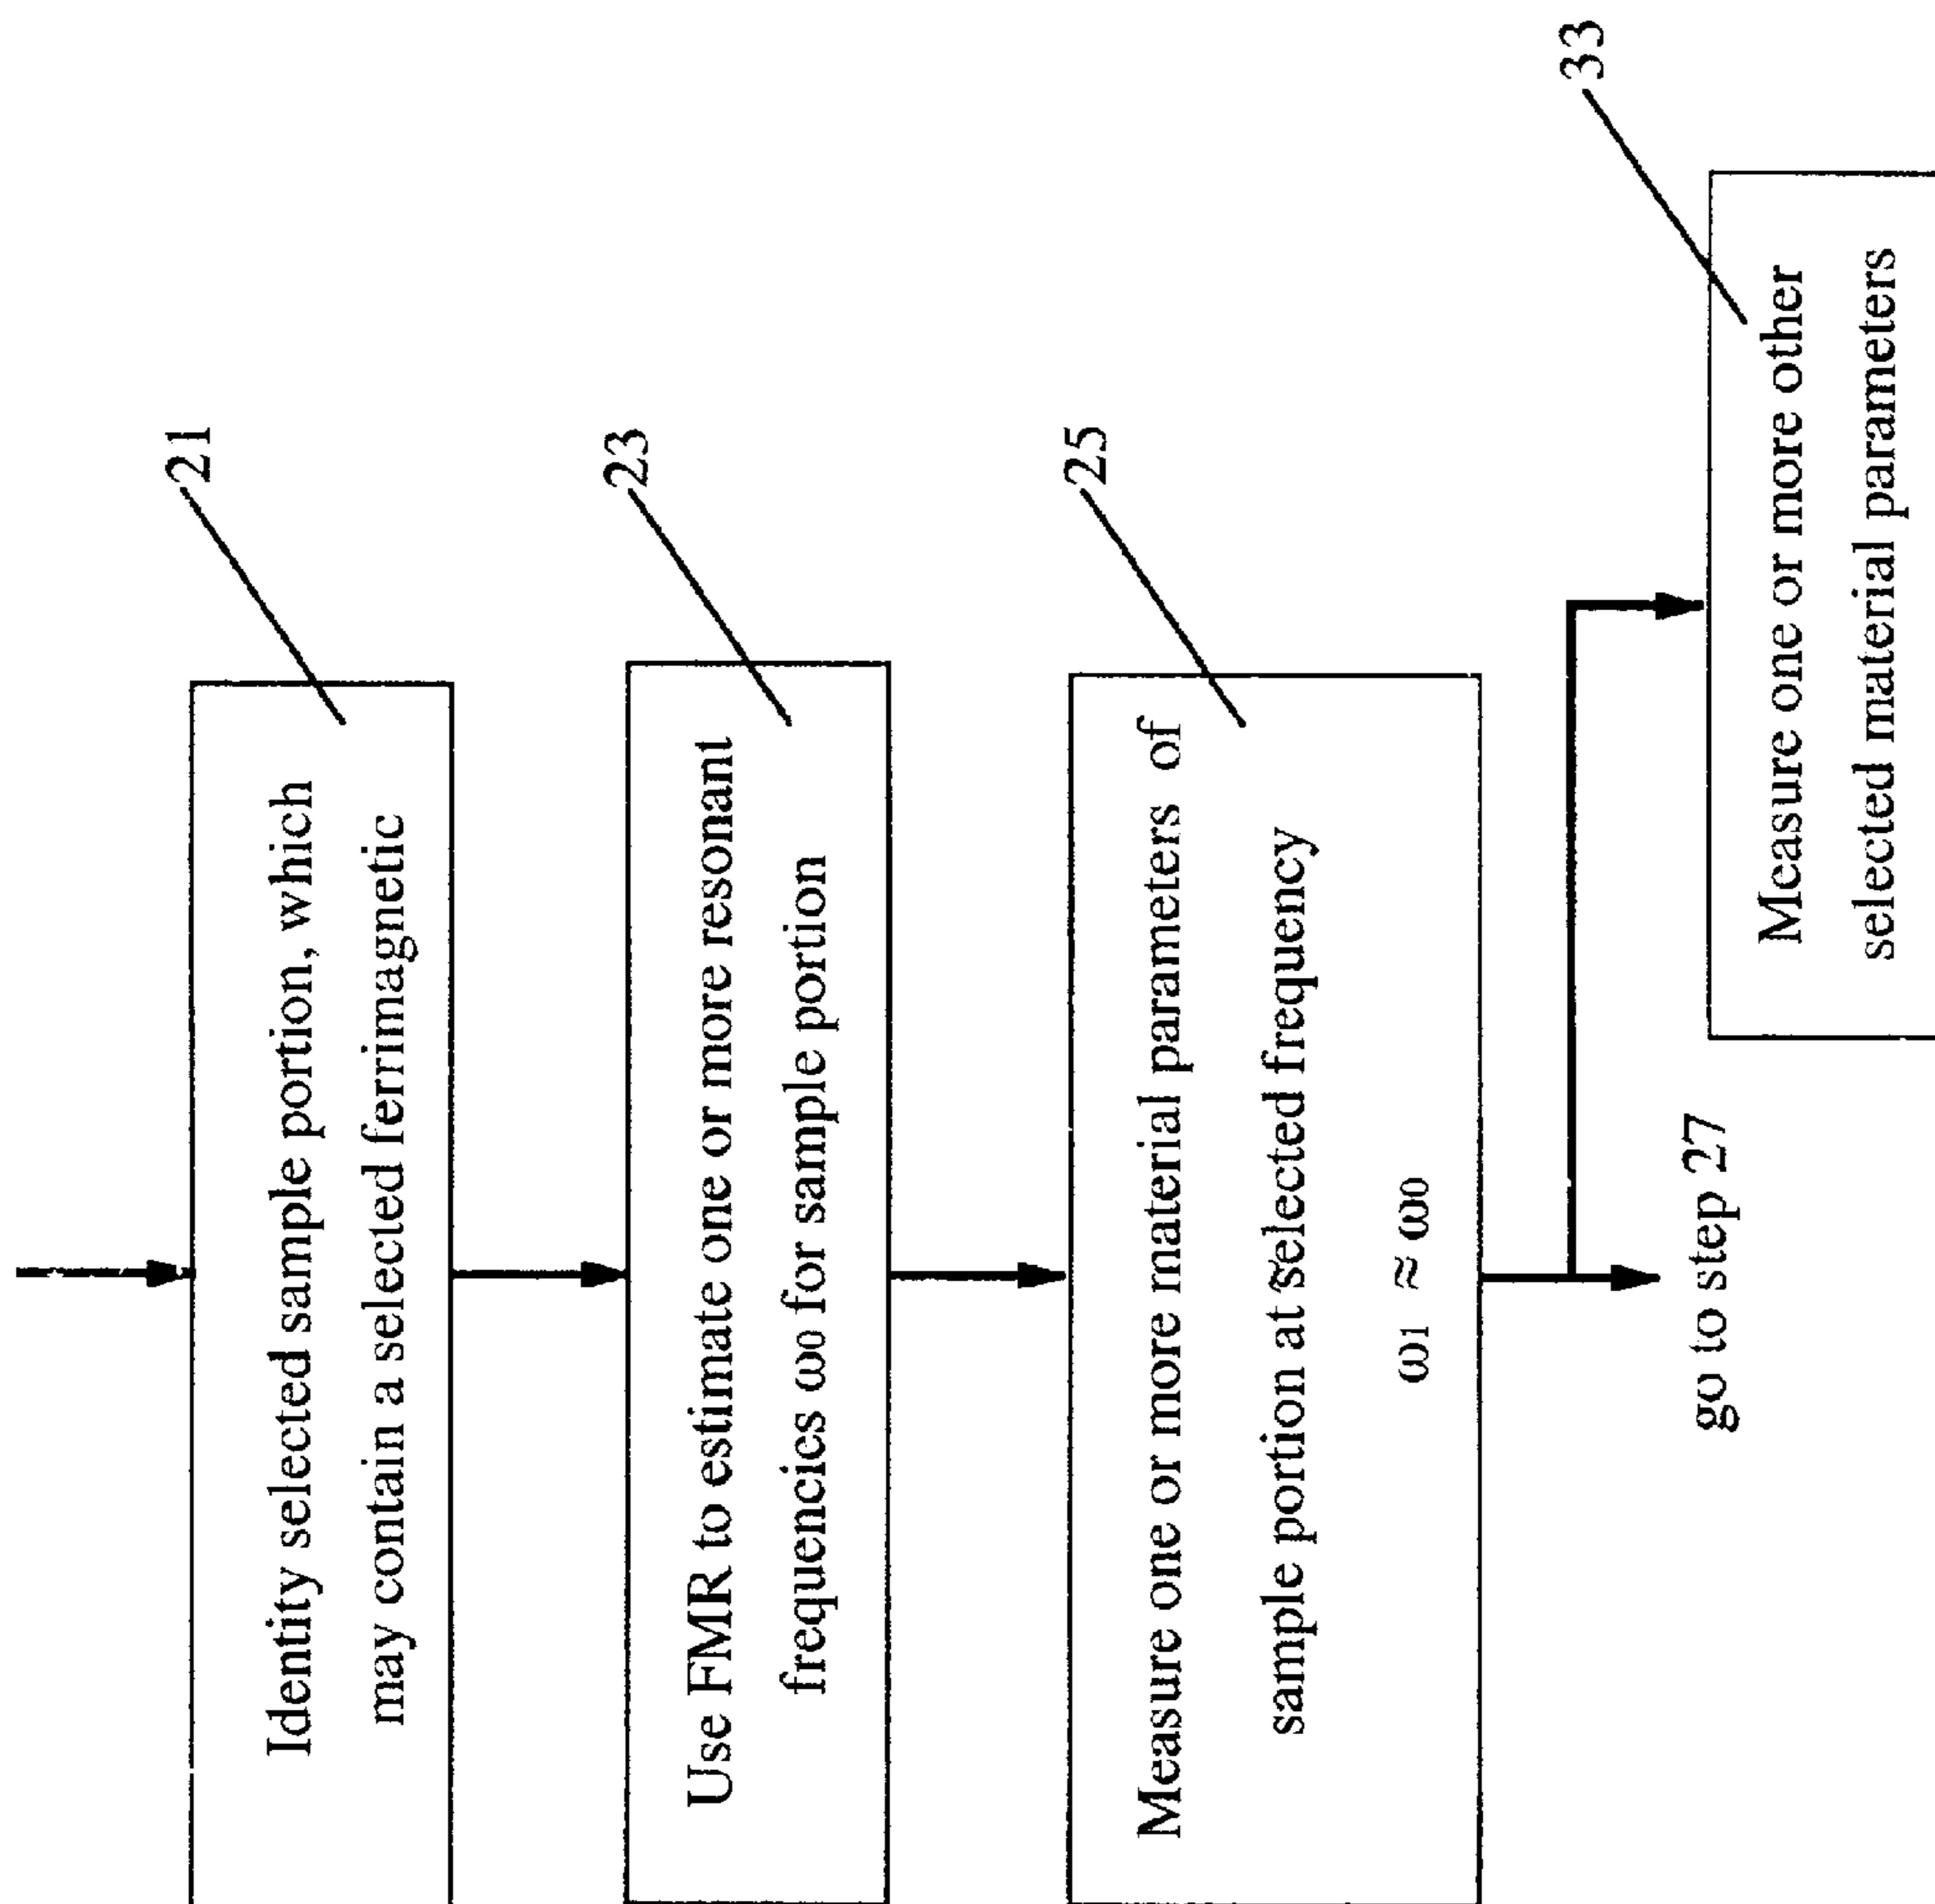 21
Identity selected sample portion, which
may contain a selected ferrimagnetic
23
Use FMR to estimate one or more resonant
frequencies ω0 for sample portion
25
Measure one or more material parameters of
sample portion at selected frequency
ω1 ≈ ω0
go to step 27
33
Measure one or more other
selected material parameters